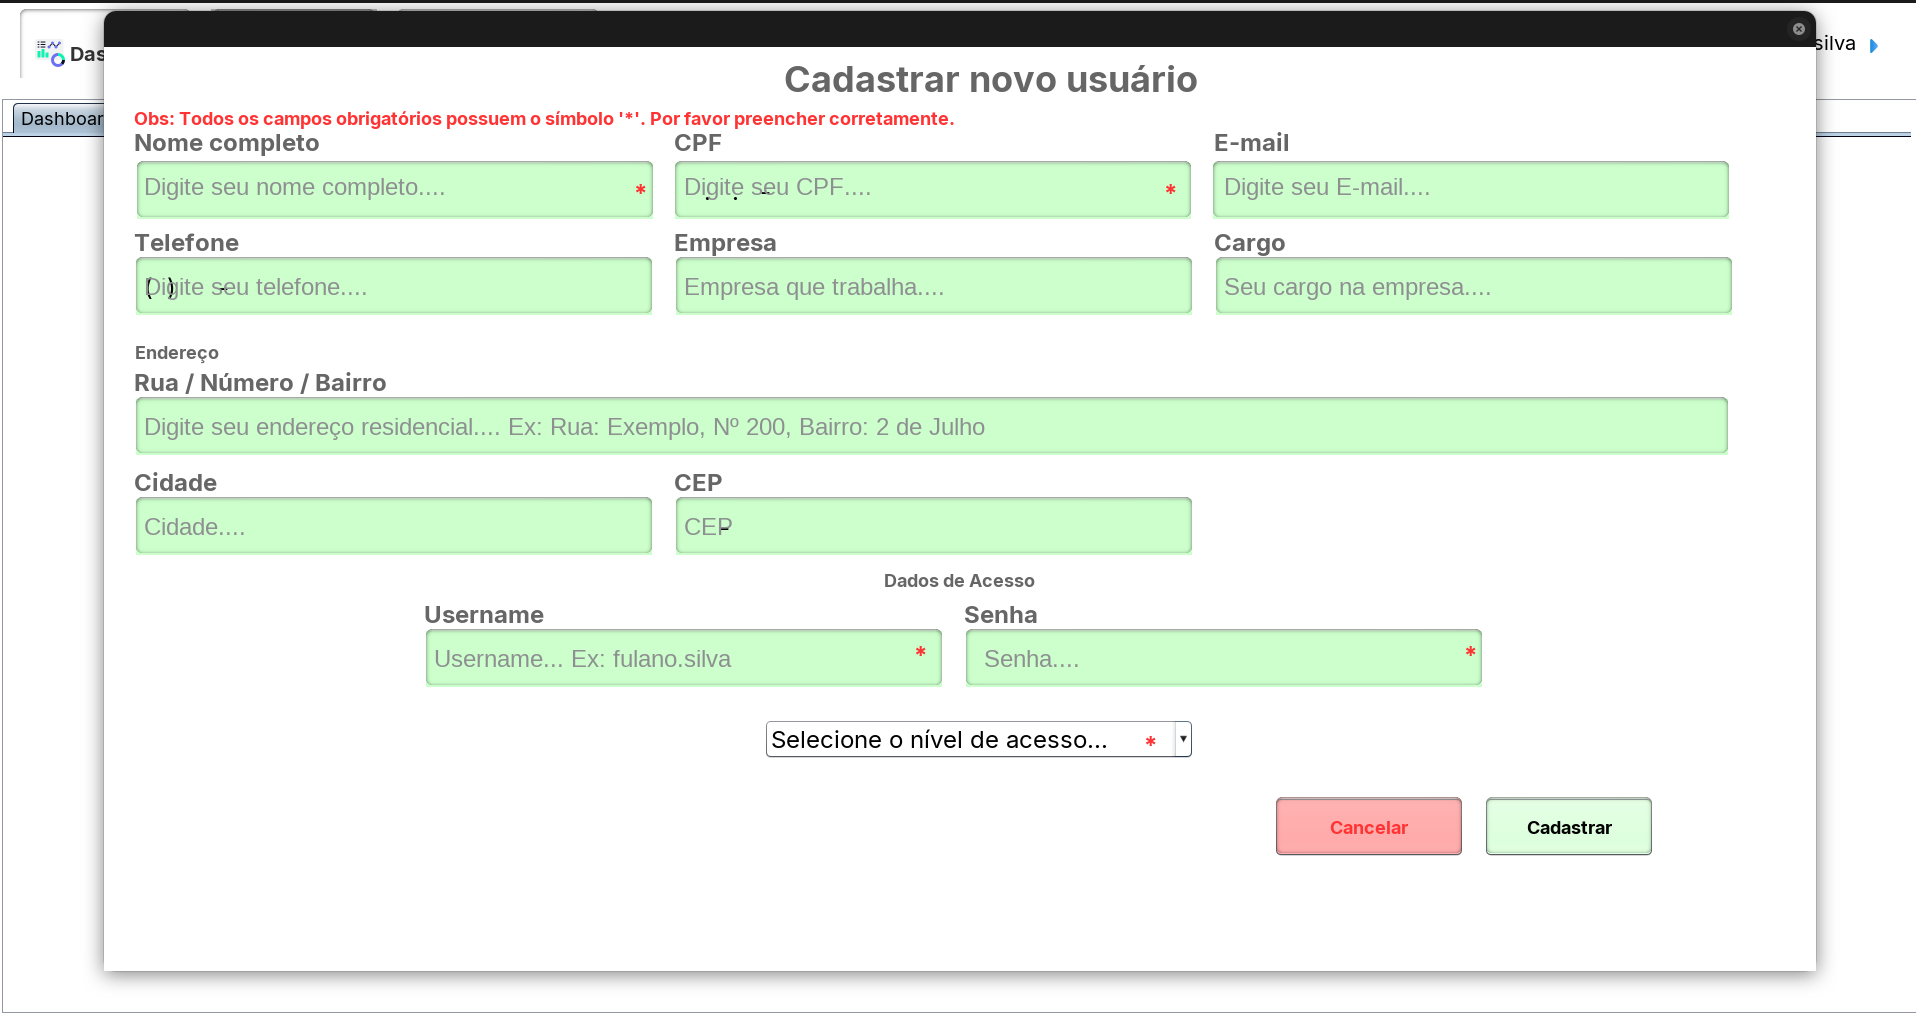 Das
silva
Dashboar
Cadastrar novo usuário
Obs: Todos os campos obrigatórios possuem o símbolo '*'. Por favor preencher corretamente.
Nome completo CPF E-mail
Digite seu nome completo.... * Digite seu CPF.... . . - * Digite seu E-mail....
Telefone Empresa Cargo
Digite seu telefone.... ( ) - Empresa que trabalha.... Seu cargo na empresa....
Endereço
Rua / Número / Bairro
Digite seu endereço residencial.... Ex: Rua: Exemplo, Nº 200, Bairro: 2 de Julho
Cidade CEP
Cidade.... CEP -
Dados de Acesso
Username Senha
Username... Ex: fulano.silva * Senha.... *
Selecione o nível de acesso... *
Cancelar Cadastrar